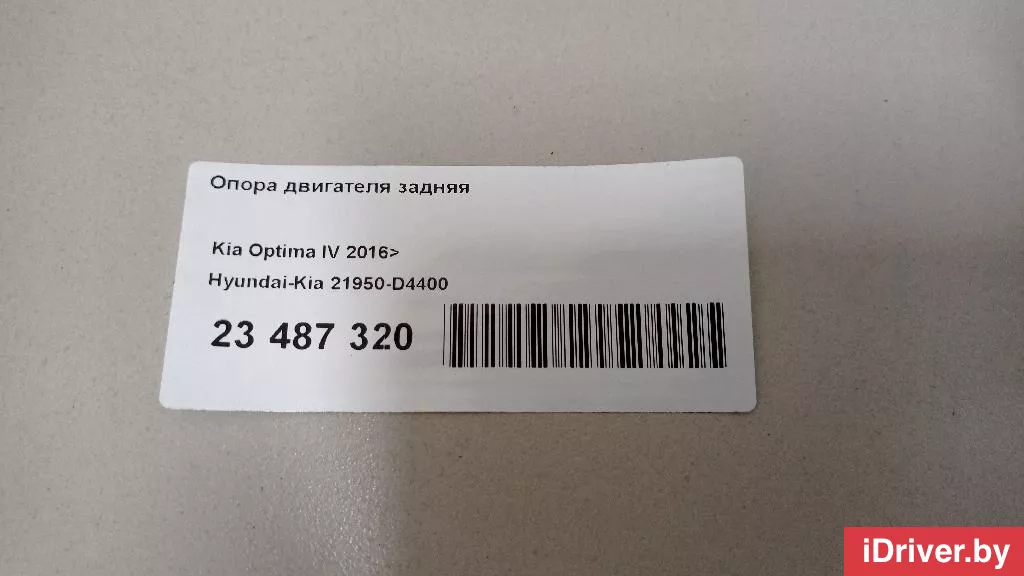 Опора двигателя задняя
Kia Optima IV 2016>
Hyundai-Kia 21950-D4400
23 487 320
iDriver.by